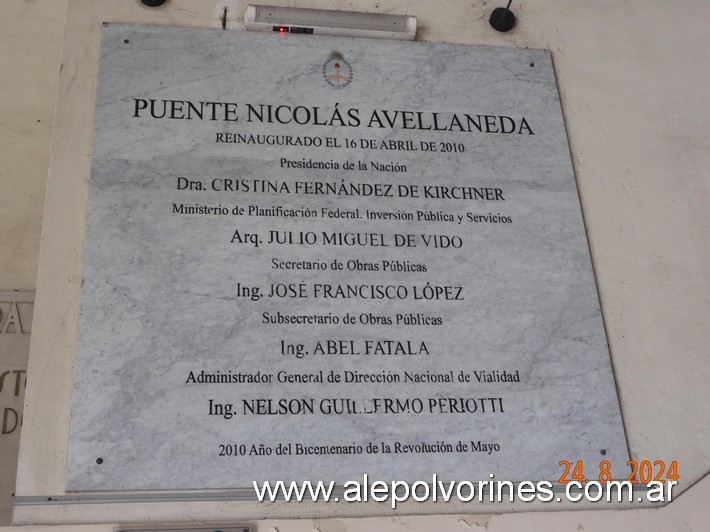 PUENTE NICOLÁS AVELLANEDA
REINAUGURADO EL 16 DE ABRIL DE 2010
Presidencia de la Nación
Dra. CRISTINA FERNÁNDEZ DE KIRCHNER
Ministerio de Planificación Federal, Inversión Pública y Servicios
Arq. JULIO MIGUEL DE VIDO
Secretario de Obras Públicas
Ing. JOSÉ FRANCISCO LÓPEZ
Subsecretario de Obras Públicas
Ing. ABEL FATALA
Administrador General de Dirección Nacional de Vialidad
Ing. NELSON GUILLERMO PERIOTTI
2010 Año del Bicentenario de la Revolución de Mayo
24. 8. 2024
www.alepolvorines.com.ar